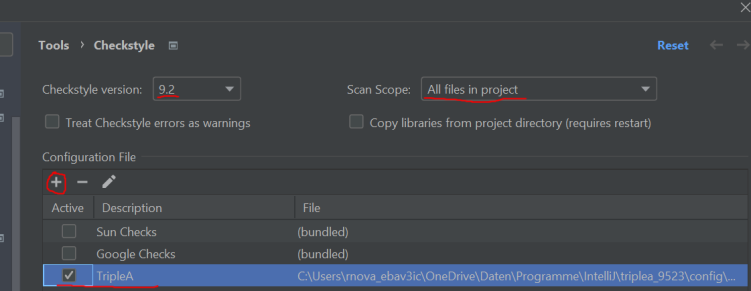 Tools › Checkstyle Reset
Checkstyle version: 9.2 Scan Scope: All files in project
Treat Checkstyle errors as warnings Copy libraries from project directory (requires restart)
Configuration File
Active Description File
Sun Checks (bundled)
Google Checks (bundled)
TripleA C:\Users\rnova_ebav3ic\OneDrive\Daten\Programme\IntelliJ\triplea_9523\config\...